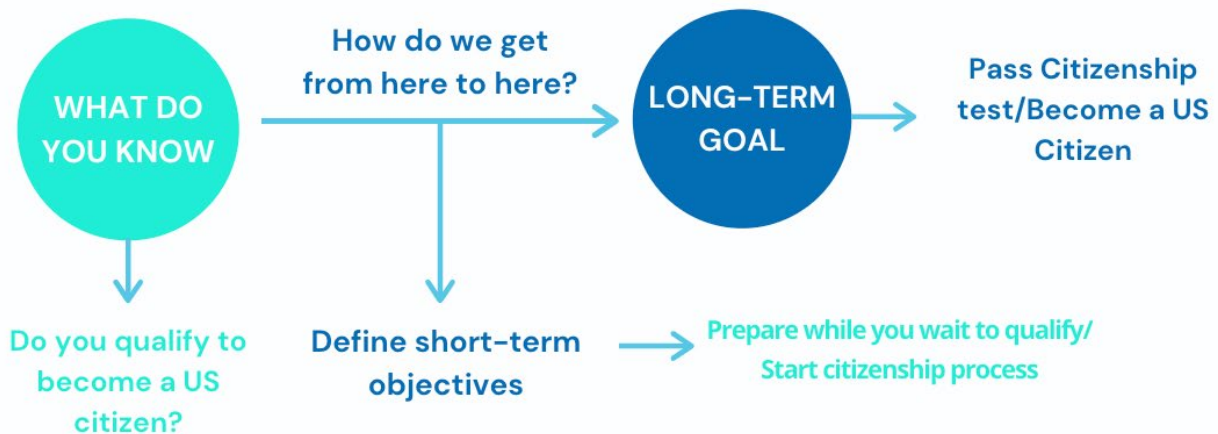 WHAT DO
YOU KNOW
How do we get
from here to here?
LONG-TERM
GOAL
Pass Citizenship
test/Become a US
Citizen
Do you qualify to
become a US
citizen?
Define short-term
objectives
Prepare while you wait to qualify/
Start citizenship process